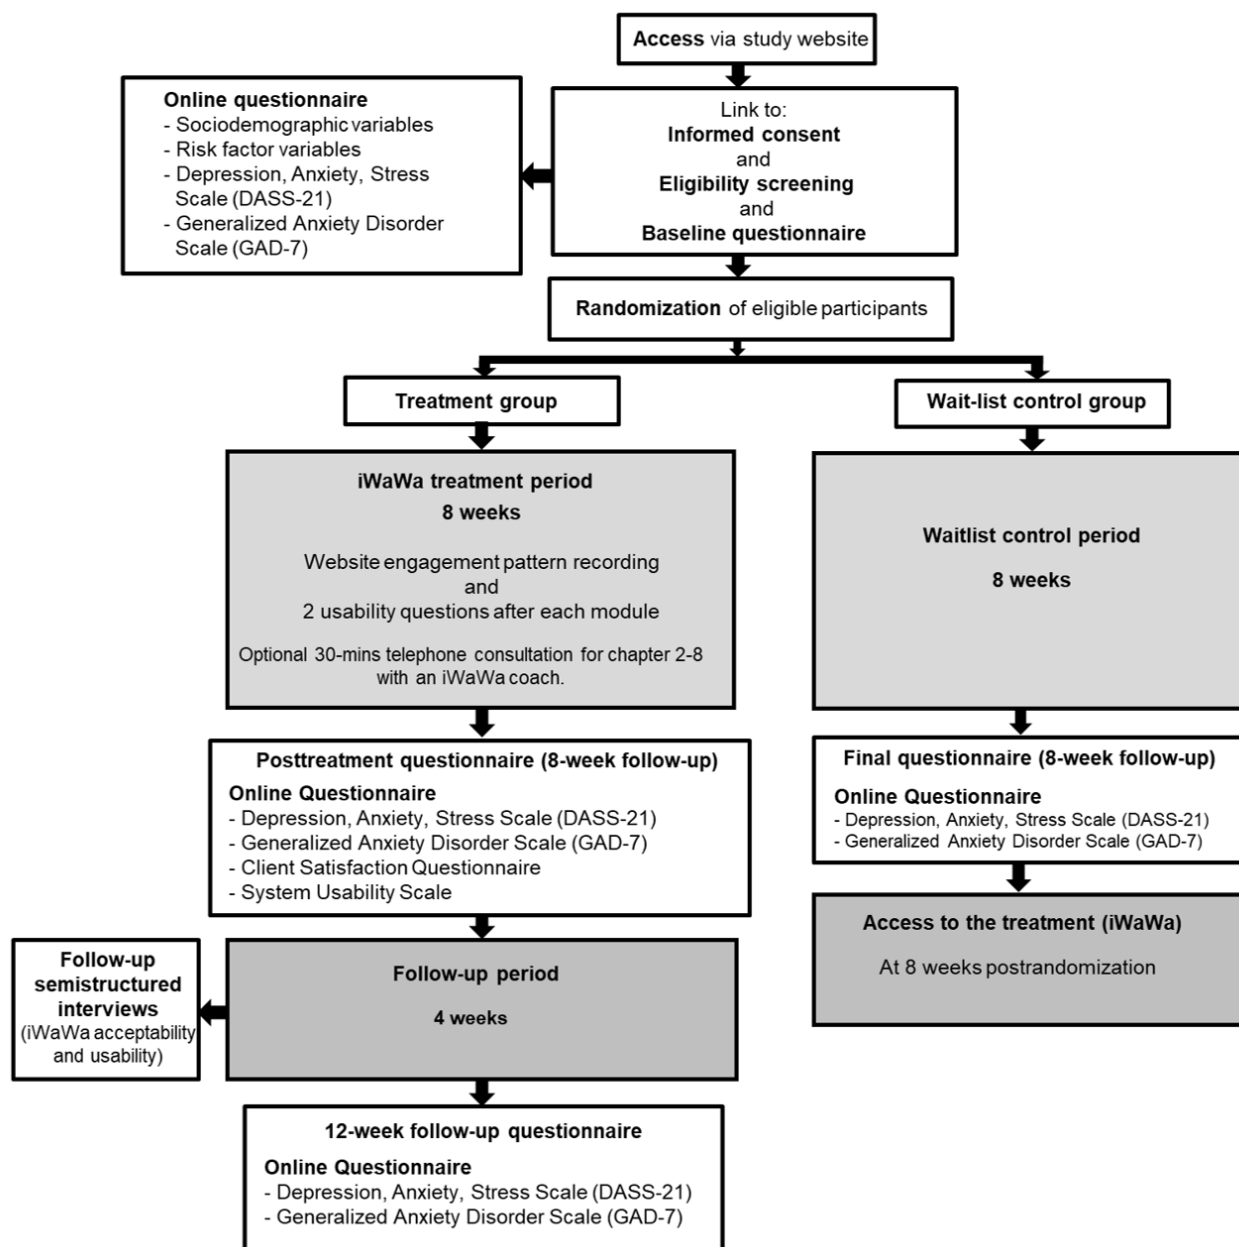 Access via study website
Online questionnaire
- Sociodemographic variables
- Risk factor variables
- Depression, Anxiety, Stress
Scale (DASS-21)
- Generalized Anxiety Disorder
Scale (GAD-7)
Link to:
Informed consent
and
Eligibility screening
and
Baseline questionnaire
Randomization of eligible participants
Treatment group
Wait-list control group
iWaWa treatment period
8 weeks
Website engagement pattern recording
and
2 usability questions after each module
Optional 30-mins telephone consultation for chapter 2-8
with an iWaWa coach.
Waitlist control period
8 weeks
Posttreatment questionnaire (8-week follow-up)
Online Questionnaire
- Depression, Anxiety, Stress Scale (DASS-21)
- Generalized Anxiety Disorder Scale (GAD-7)
- Client Satisfaction Questionnaire
- System Usability Scale
Final questionnaire (8-week follow-up)
Online Questionnaire
- Depression, Anxiety, Stress Scale (DASS-21)
- Generalized Anxiety Disorder Scale (GAD-7)
Access to the treatment (iWaWa)
At 8 weeks postrandomization
Follow-up
semistructured
interviews
(iWaWa acceptability
and usability)
Follow-up period
4 weeks
12-week follow-up questionnaire
Online Questionnaire
- Depression, Anxiety, Stress Scale (DASS-21)
- Generalized Anxiety Disorder Scale (GAD-7)